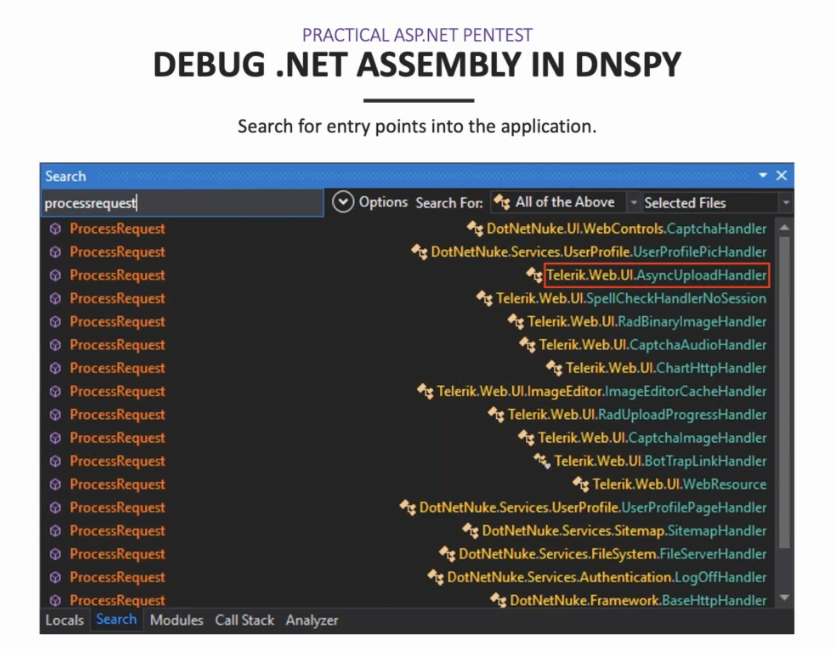 PRACTICAL ASP.NET PENTEST
DEBUG .NET ASSEMBLY IN DNSPY
Search for entry points into the application.
Search
processrequest Options Search For: All of the Above Selected Files
ProcessRequest DotNetNuke.UI.WebControls.CaptchaHandler
ProcessRequest DotNetNuke.Services.UserProfile.UserProfilePicHandler
ProcessRequest Telerik.Web.UI.AsyncUploadHandler
ProcessRequest Telerik.Web.UI.SpellCheckHandlerNoSession
ProcessRequest Telerik.Web.UI.RadBinaryImageHandler
ProcessRequest Telerik.Web.UI.CaptchaAudioHandler
ProcessRequest Telerik.Web.UI.ChartHttpHandler
ProcessRequest Telerik.Web.UI.ImageEditor.ImageEditorCacheHandler
ProcessRequest Telerik.Web.UI.RadUploadProgressHandler
ProcessRequest Telerik.Web.UI.CaptchaImageHandler
ProcessRequest Telerik.Web.UI.BotTrapLinkHandler
ProcessRequest Telerik.Web.UI.WebResource
ProcessRequest DotNetNuke.Services.UserProfile.UserProfilePageHandler
ProcessRequest DotNetNuke.Services.Sitemap.SitemapHandler
ProcessRequest DotNetNuke.Services.FileSystem.FileServerHandler
ProcessRequest DotNetNuke.Services.Authentication.LogOffHandler
ProcessRequest DotNetNuke.Framework.BaseHttpHandler
Locals Search Modules Call Stack Analyzer